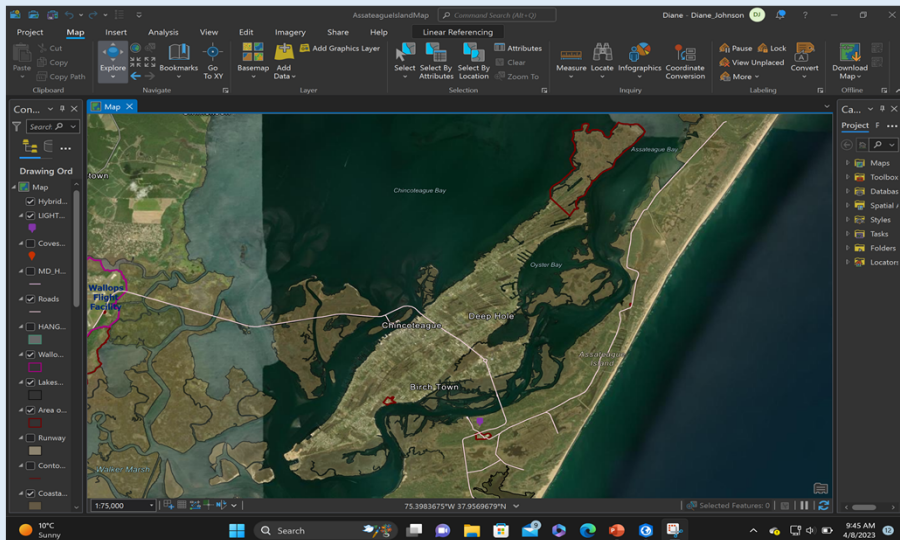 AssateagueIslandMap
Command Search (Alt+Q)
Diane - Diane_Johnson
DJ
Project
Map
Insert
Analysis
View
Edit
Imagery
Share
Help
Linear Referencing
Paste
Cut
Copy
Copy Path
Clipboard
Explore
Bookmarks
Go To XY
Navigate
Basemap
Add Data
Add Graphics Layer
Layer
Select
Select By Attributes
Select By Location
Attributes
Clear
Zoom To
Selection
Measure
Locate
Infographics
Coordinate Conversion
Inquiry
Pause
Lock
View Unplaced
More
Convert
Labeling
Download Map
Offline
Con...
Search
Drawing Ord
Map
Hybrid...
LIGHT...
Coves...
MD_H...
Roads
HANG...
Wallo...
Lakes...
Area o...
Runway
Conto...
Coasta...
Map
town
Chincoteague Bay
Assateague Bay
Oyster Bay
Wallops
Flight
Facility
Deep Hole
Chincoteague
Assateague
Island
Birch Town
Walker Marsh
1:75,000
75.3983675°W 37.9569679°N
Selected Features: 0
Ca...
Project
F
Maps
Toolbox
Databas
Spatial
Styles
Tasks
Folders
Locators
10°C
Sunny
Search
9:45 AM
4/8/2023
12